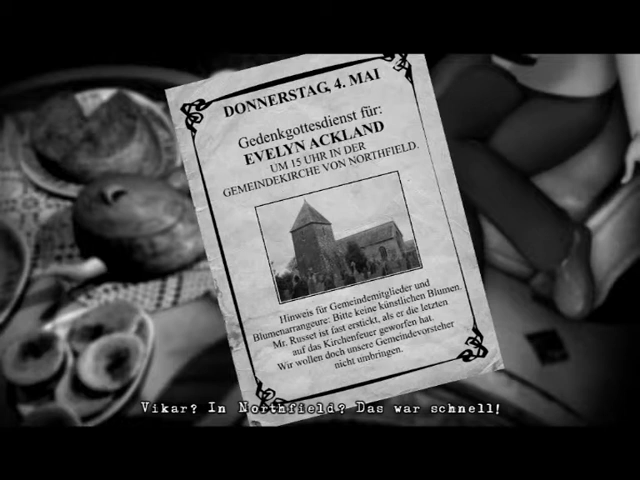 DONNERSTAG, 4. MAI
Gedenkgottesdienst für:
EVELYN ACKLAND
UM 15 UHR IN DER
GEMEINDEKIRCHE VON NORTHFIELD.
Hinweis für Gemeindemitglieder und
Blumenarrangeure: Bitte keine künstlichen Blumen.
Mr. Russet ist fast erstickt, als er die letzten
auf das Kirchenfeuer geworfen hat.
Wir wollen doch unsere Gemeindevorsteher
nicht umbringen.
Vikar? In Northfield? Das war schnell!